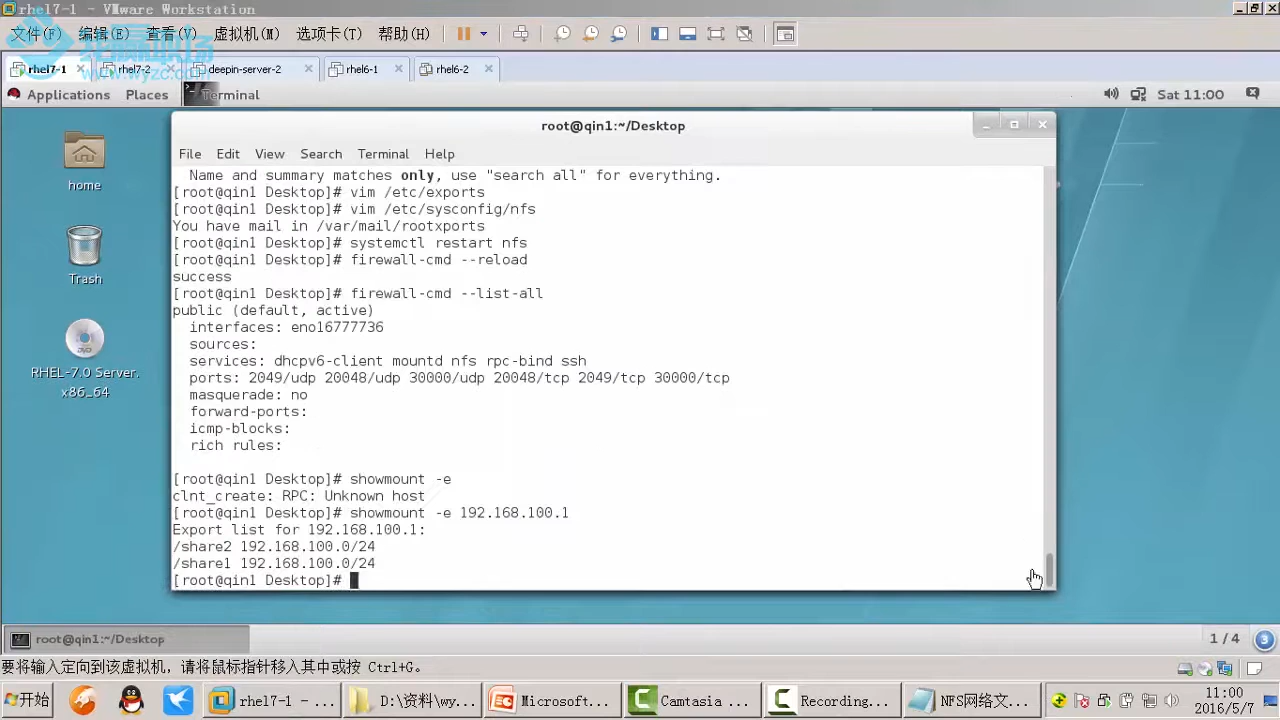 rhel7-1 - VMware Workstation
文件(F) 编辑(E) 查看(V) 虚拟机(M) 选项卡(T) 帮助(H)
www.wyzc.com
rhel7-1 rhel7-2 deepin-server-2 rhel6-1 rhel6-2
Applications Places Terminal Sat 11:00
root@qin1:~/Desktop
File Edit View Search Terminal Help
Name and summary matches only, use "search all" for everything.
[root@qin1 Desktop]# vim /etc/exports
[root@qin1 Desktop]# vim /etc/sysconfig/nfs
You have mail in /var/mail/rootxports
[root@qin1 Desktop]# systemctl restart nfs
[root@qin1 Desktop]# firewall-cmd --reload
success
[root@qin1 Desktop]# firewall-cmd --list-all
public (default, active)
interfaces: eno16777736
sources:
services: dhcpv6-client mountd nfs rpc-bind ssh
ports: 2049/udp 20048/udp 30000/udp 20048/tcp 2049/tcp 30000/tcp
masquerade: no
forward-ports:
icmp-blocks:
rich rules:
[root@qin1 Desktop]# showmount -e
clnt_create: RPC: Unknown host
[root@qin1 Desktop]# showmount -e 192.168.100.1
Export list for 192.168.100.1:
/share2 192.168.100.0/24
/share1 192.168.100.0/24
[root@qin1 Desktop]#
home
Trash
DVD
RHEL-7.0 Server.
x86_64
root@qin1:~/Desktop 1 / 4 3
要将输入定向到该虚拟机，请将鼠标指针移入其中或按 Ctrl+G。
开始 rhel7-1 - ... D:\资料\wy... Microsoft... Camtasia ... Recording... NFS网络文... 11:00
2016/5/7